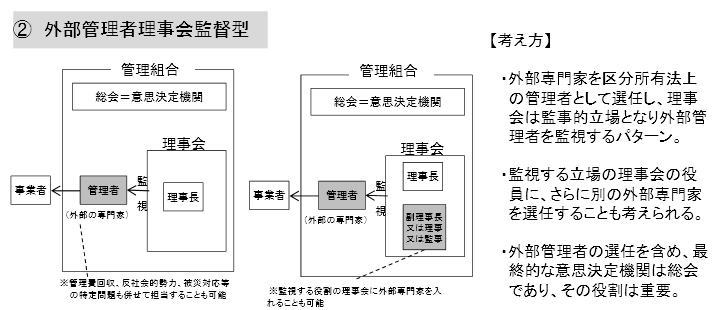 ② 外部管理者理事会監督型
管理組合
総会＝意思決定機関
理事会
理事長
監
視
管理者
(外部の専門家)
事業者
※管理費回収、反社会的勢力、被災対応等
の特定問題も併せて担当することも可能
管理組合
総会＝意思決定機関
理事会
理事長
副理事長
又は理事
又は監事
監
視
管理者
(外部の専門家)
事業者
※監視する役割の理事会に外部専門家を入
れることも可能
【考え方】
・外部専門家を区分所有法上
の管理者として選任し、理事
会は監事的立場となり外部管
理者を監視するパターン。
・監視する立場の理事会の役
員に、さらに別の外部専門家
を選任することも考えられる。
・外部管理者の選任を含め、最
終的な意思決定機関は総会
であり、その役割は重要。